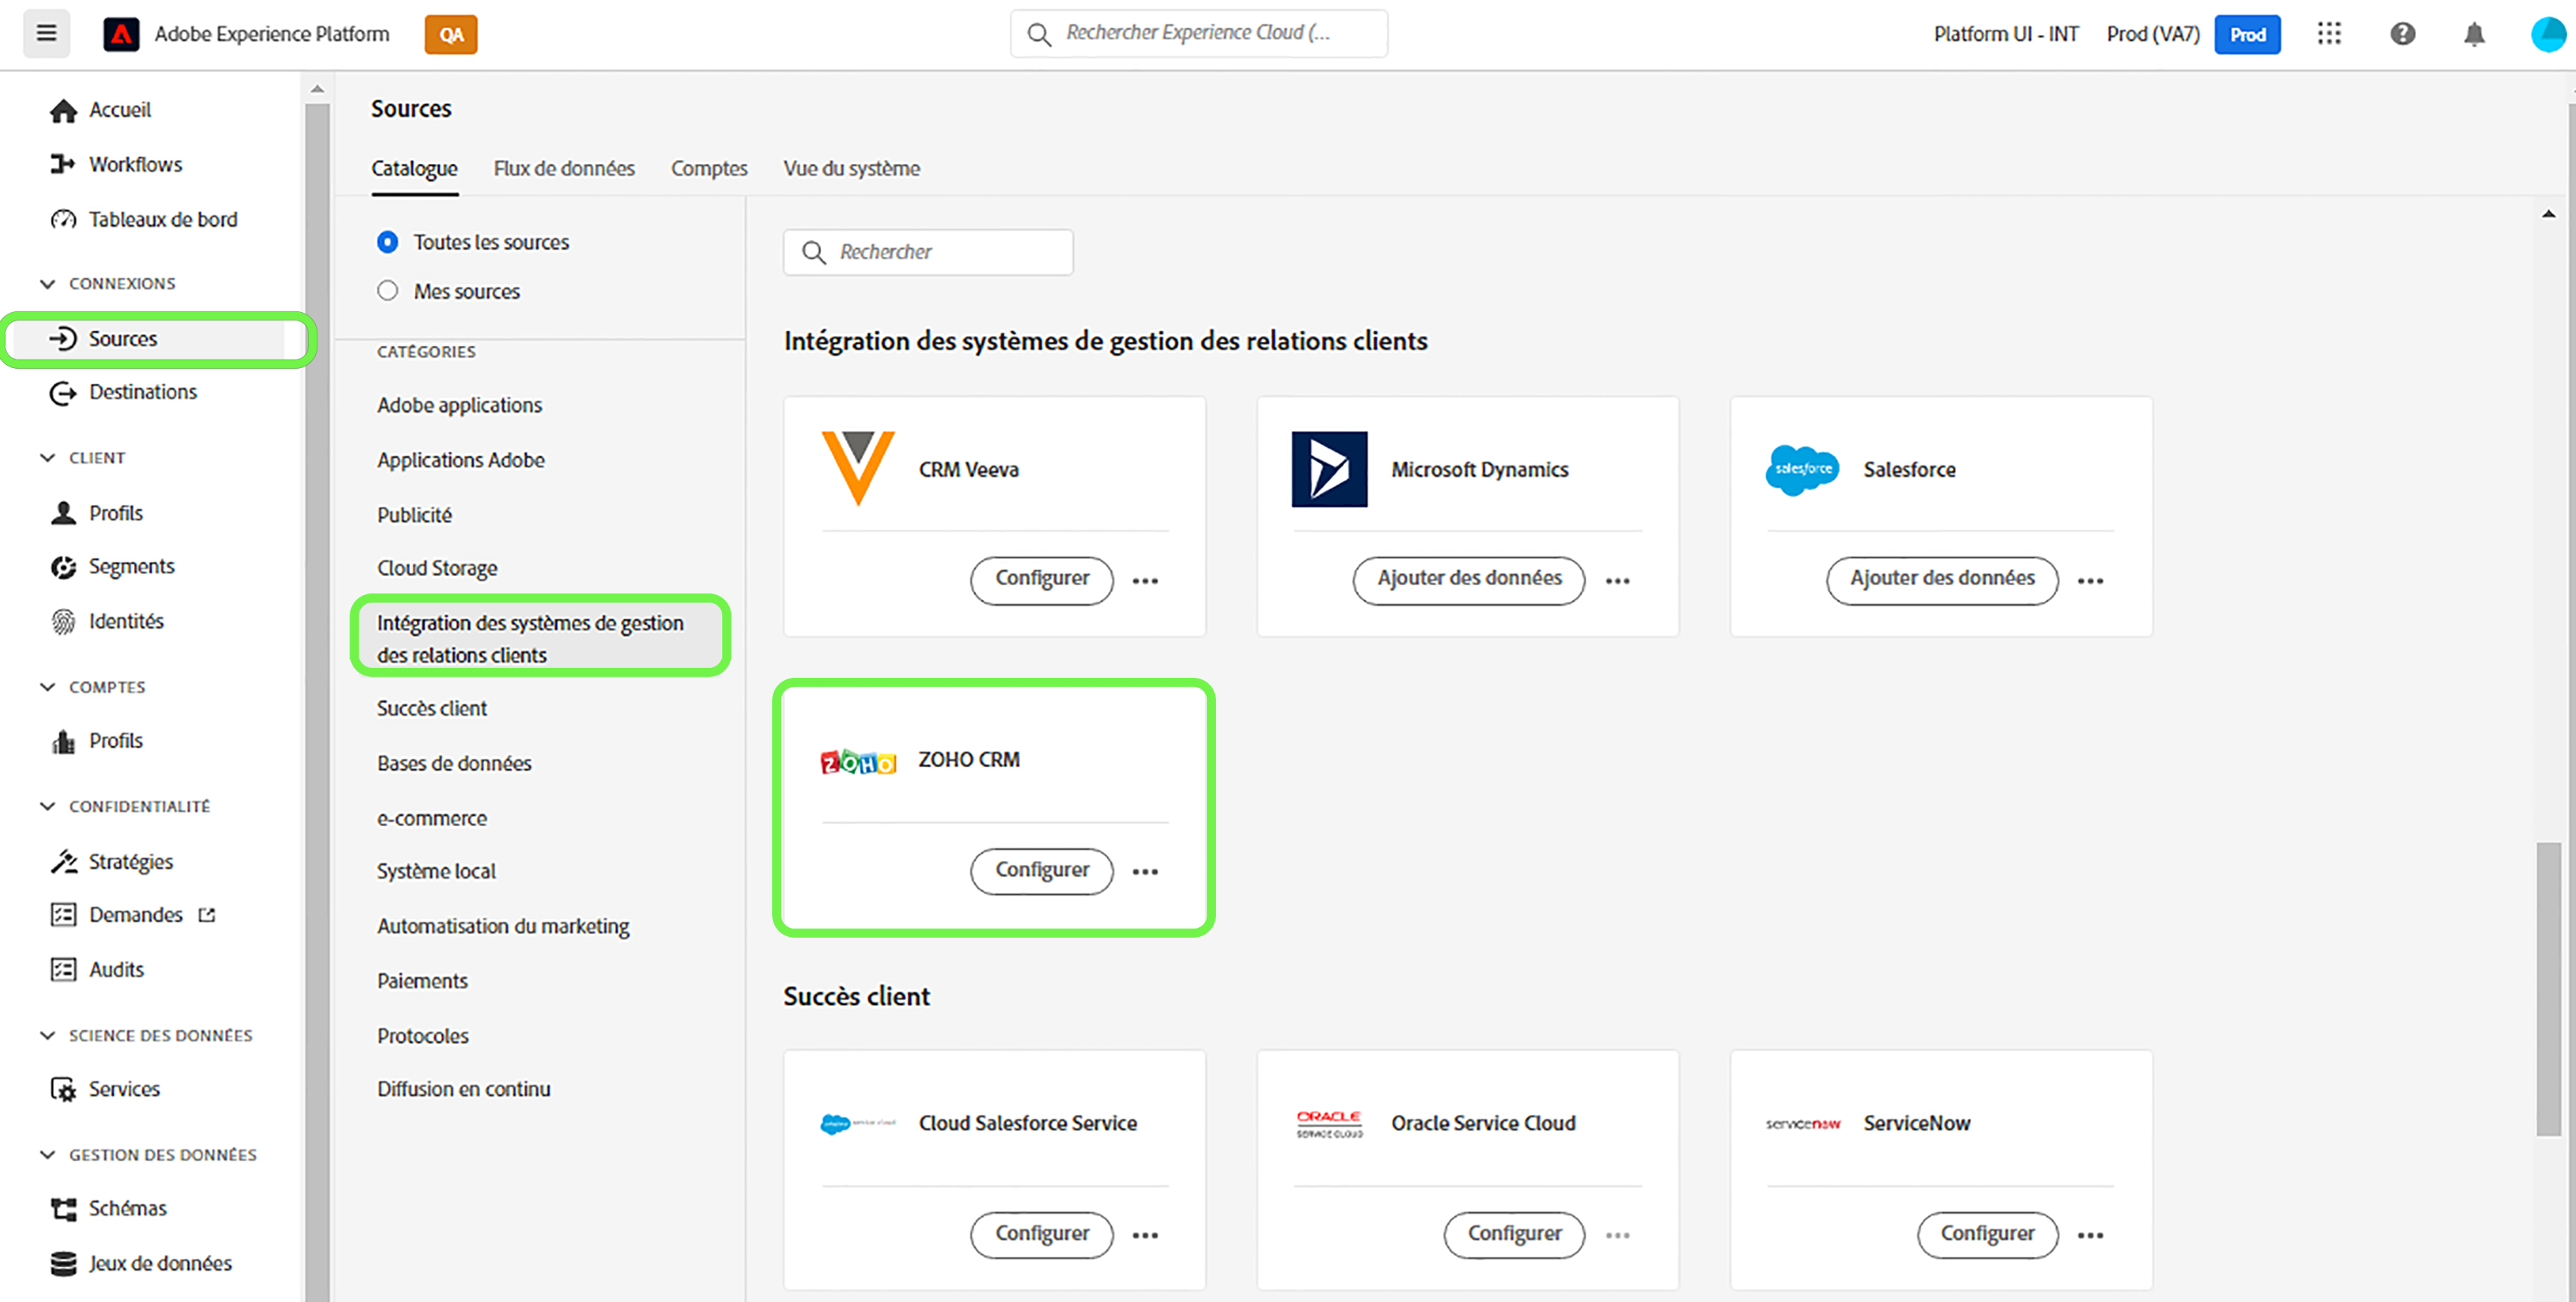 Adobe Experience Platform
QA
Rechercher Experience Cloud (...
Platform UI - INT
Prod (VA7)
Prod
Accueil
Workflows
Tableaux de bord
CONNEXIONS
Sources
Destinations
CLIENT
Profils
Segments
Identités
COMPTES
Profils
CONFIDENTIALITÉ
Stratégies
Demandes
Audits
SCIENCE DES DONNÉES
Services
GESTION DES DONNÉES
Schémas
Jeux de données
Sources
Catalogue
Flux de données
Comptes
Vue du système
Toutes les sources
Mes sources
CATÉGORIES
Adobe applications
Applications Adobe
Publicité
Cloud Storage
Intégration des systèmes de gestion
des relations clients
Succès client
Bases de données
e-commerce
Système local
Automatisation du marketing
Paiements
Protocoles
Diffusion en continu
Rechercher
Intégration des systèmes de gestion des relations clients
CRM Veeva
Configurer
Microsoft Dynamics
Ajouter des données
salesforce
Salesforce
Ajouter des données
ZOHO
ZOHO CRM
Configurer
Succès client
service cloud
Cloud Salesforce Service
Configurer
ORACLE
SERVICE CLOUD
Oracle Service Cloud
Configurer
servicenow
ServiceNow
Configurer